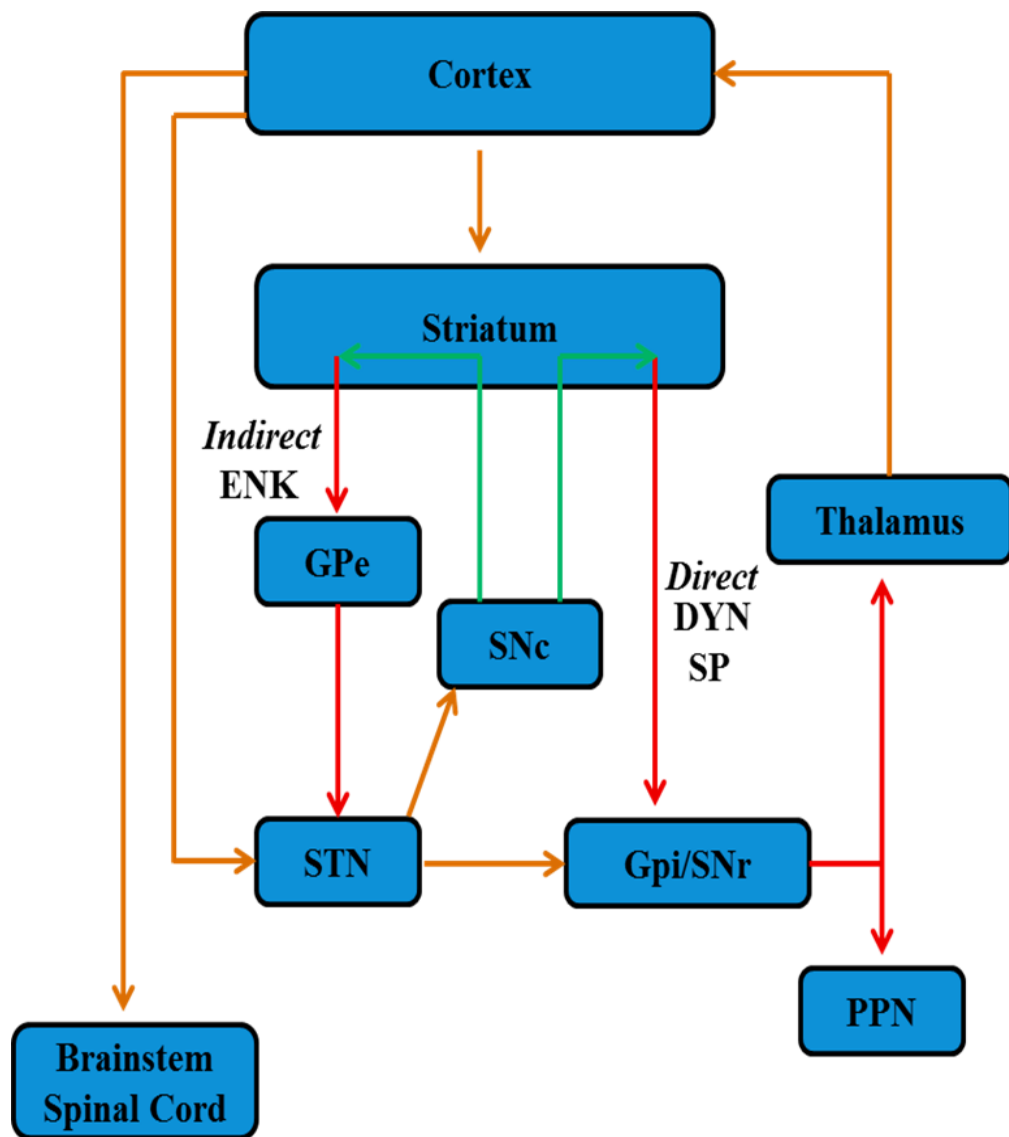 Cortex
Striatum
Indirect
ENK
GPe
SNc
Direct
DYN
SP
Thalamus
STN
Gpi/SNr
PPN
Brainstem
Spinal Cord